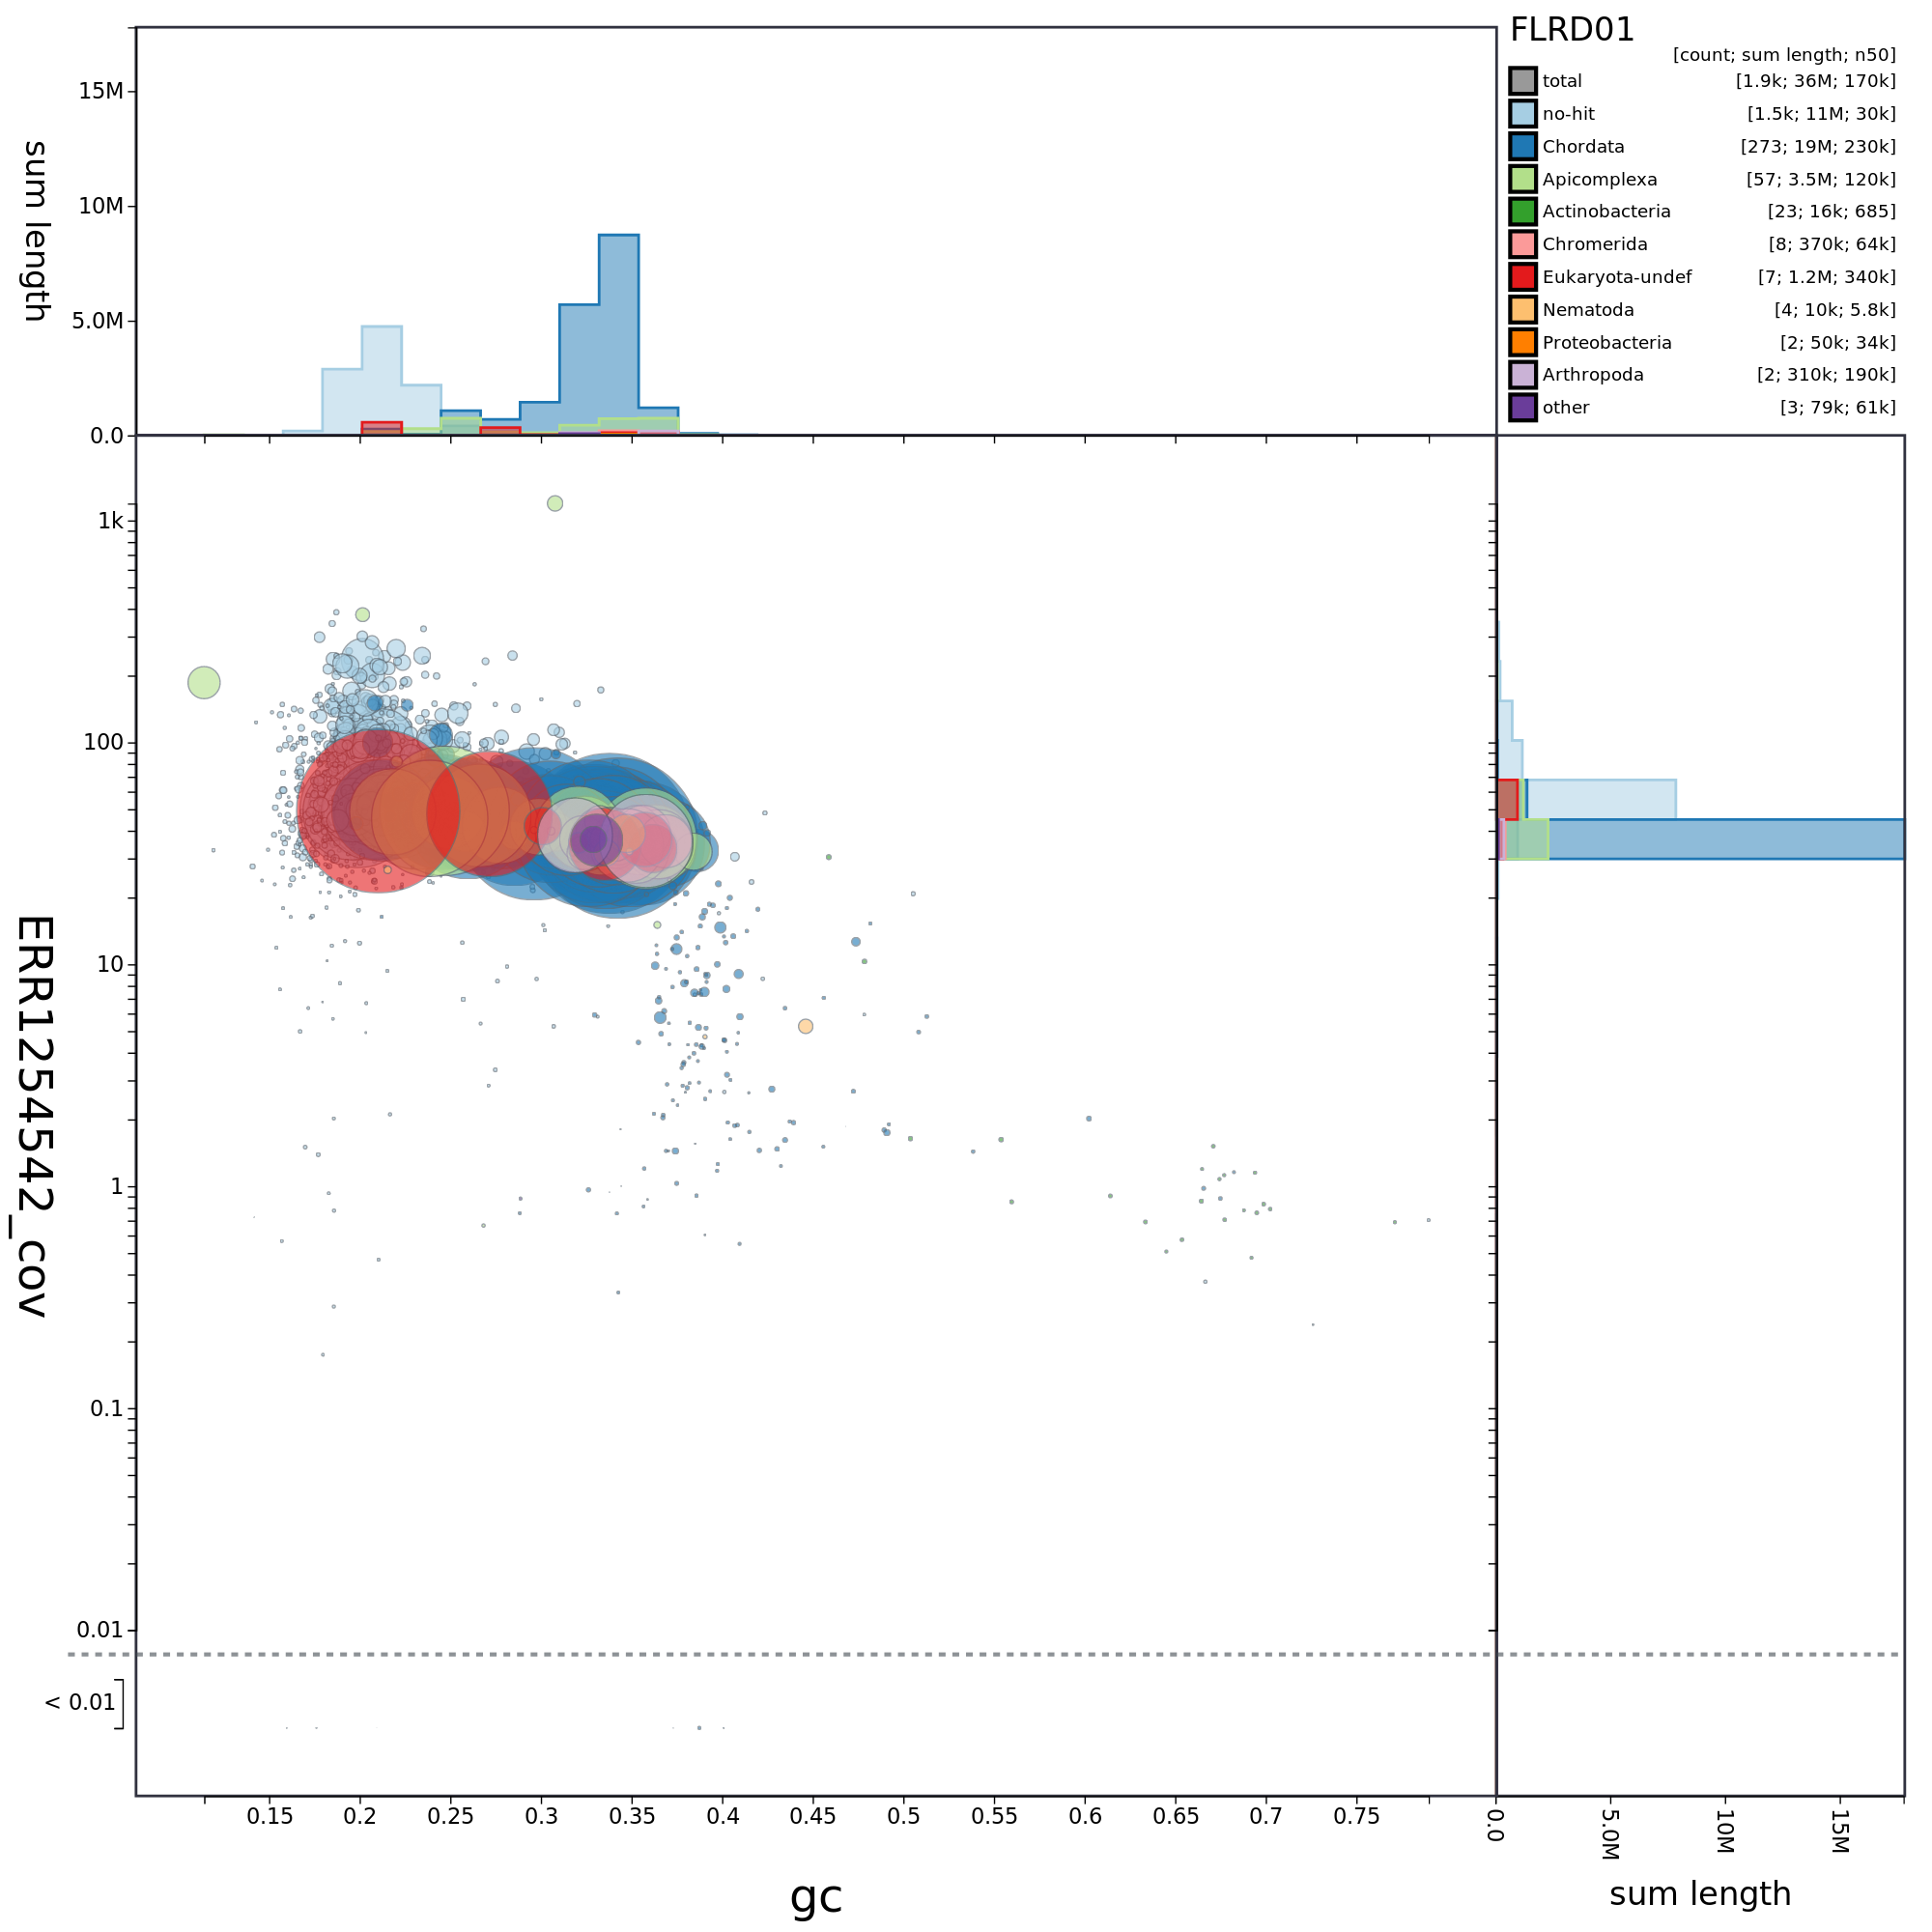 FLRD01
[count; sum length; n50]
total [1.9k; 36M; 170k]
no-hit [1.5k; 11M; 30k]
Chordata [273; 19M; 230k]
Apicomplexa [57; 3.5M; 120k]
Actinobacteria [23; 16k; 685]
Chromerida [8; 370k; 64k]
Eukaryota-undef [7; 1.2M; 340k]
Nematoda [4; 10k; 5.8k]
Proteobacteria [2; 50k; 34k]
Arthropoda [2; 310k; 190k]
other [3; 79k; 61k]
sum length
15M
10M
5.0M
0.0
ERR1254542_cov
1k
100
10
1
0.1
0.01
< 0.01
0.15 0.2 0.25 0.3 0.35 0.4 0.45 0.5 0.55 0.6 0.65 0.7 0.75
gc
0.0 5.0M 10M 15M
sum length